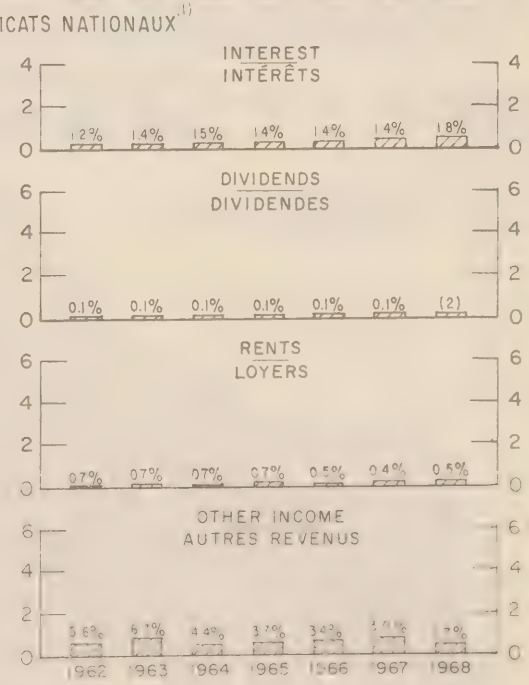 ICATS NATIONAUX (1)
INTEREST
INTÉRÊTS
4 4
2 2
0 0
1.2% 1.4% 1.5% 1.4% 1.4% 1.4% 1.8%
DIVIDENDS
DIVIDENDES
6 6
4 4
2 2
0 0
0.1% 0.1% 0.1% 0.1% 0.1% 0.1% (2)
RENTS
LOYERS
6 6
4 4
2 2
0 0
0.7% 0.7% 0.7% 0.7% 0.5% 0.4% 0.5%
OTHER INCOME
AUTRES REVENUS
6 6
4 4
2 2
0 0
4.4%
1962 1963 1964 1965 1966 1967 1968